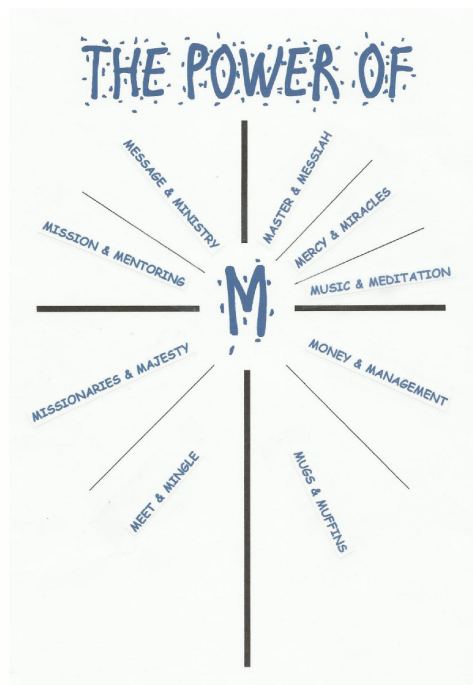 THE POWER OF
M
MASTER & MESSIAH
MERCY & MIRACLES
MUSIC & MEDITATION
MONEY & MANAGEMENT
MUGS & MUFFINS
MEET & MINGLE
MISSIONARIES & MAJESTY
MISSION & MENTORING
MESSAGE & MINISTRY